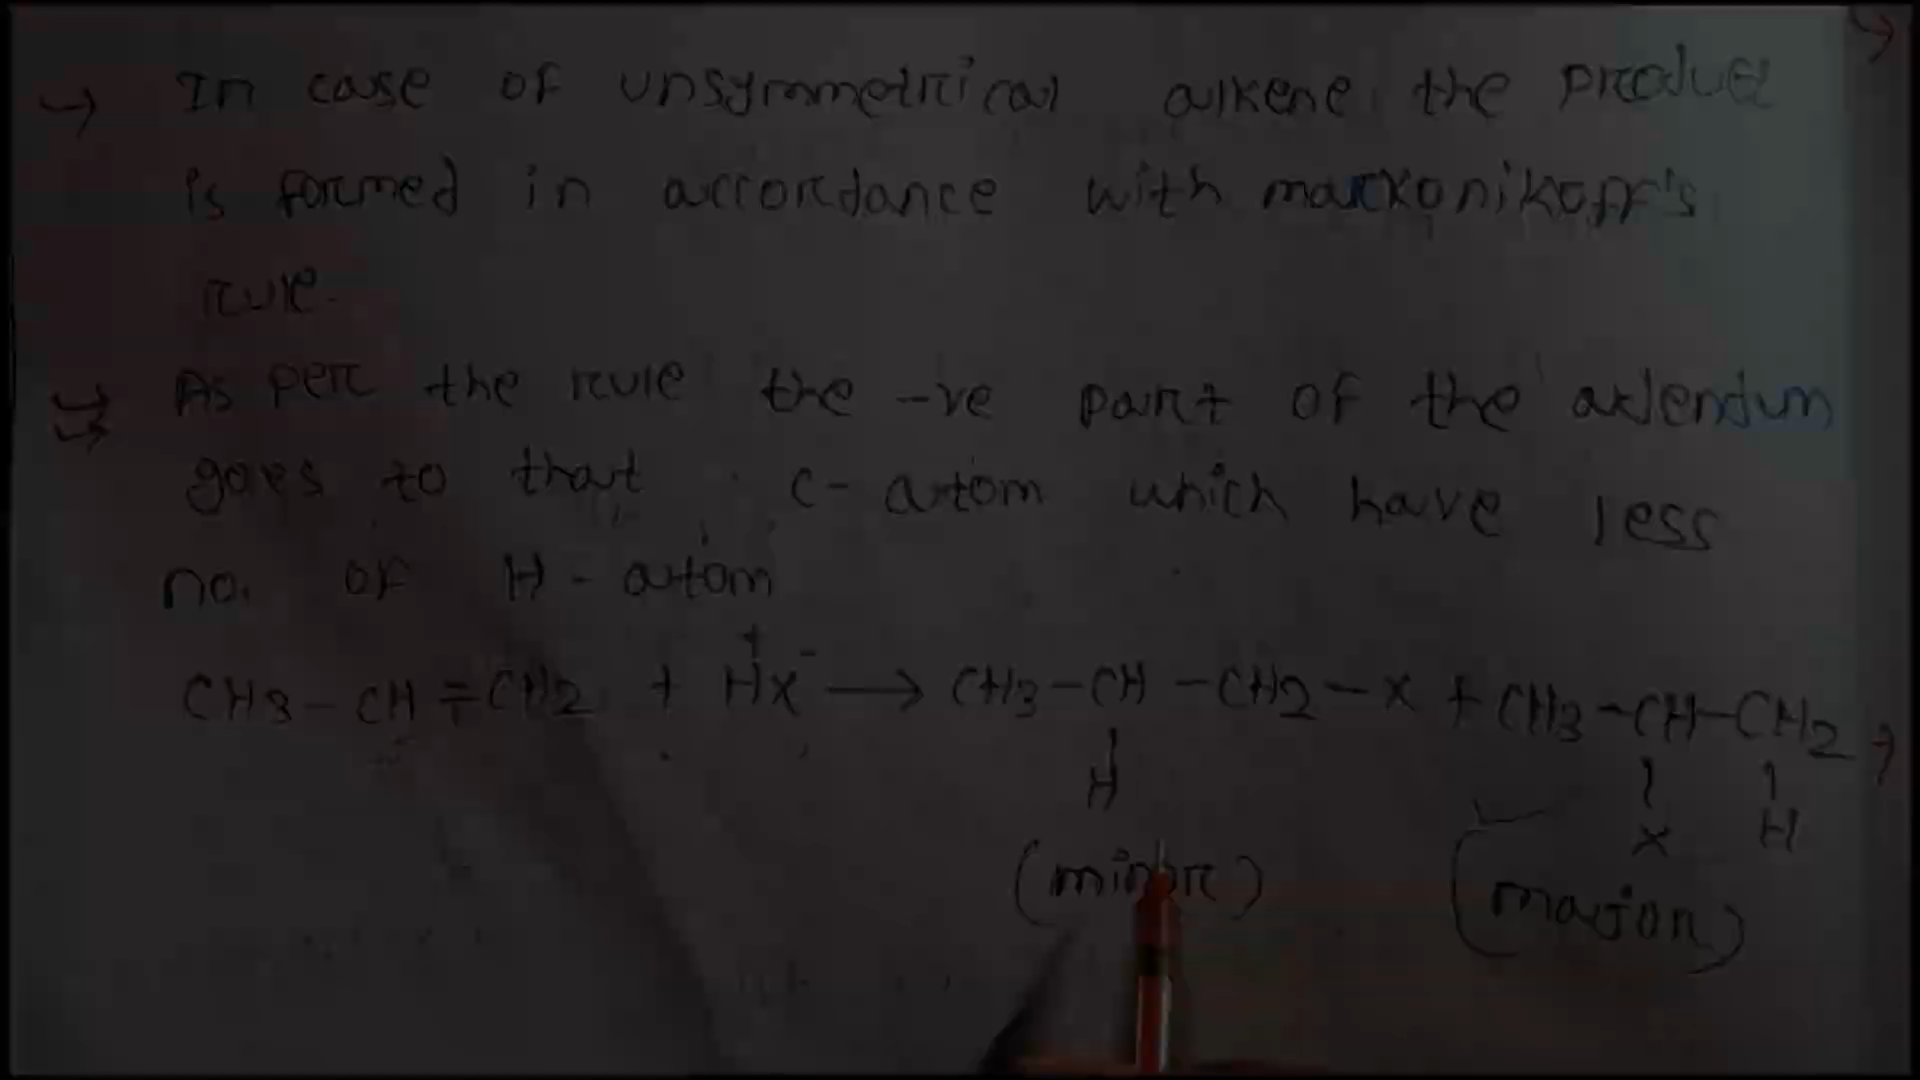 → In case of unsymmetrical alkene the product
is formed in accordance with markonikoff's
rule.
→ As per the rule the -ve part of the addendum
goes to that C- atom which have less
no. of H - atom
CH3 - CH = CH2 + H⁺X⁻ → CH3-CH-CH2-X + CH3-CH-CH2
H X H
(minor) (major)